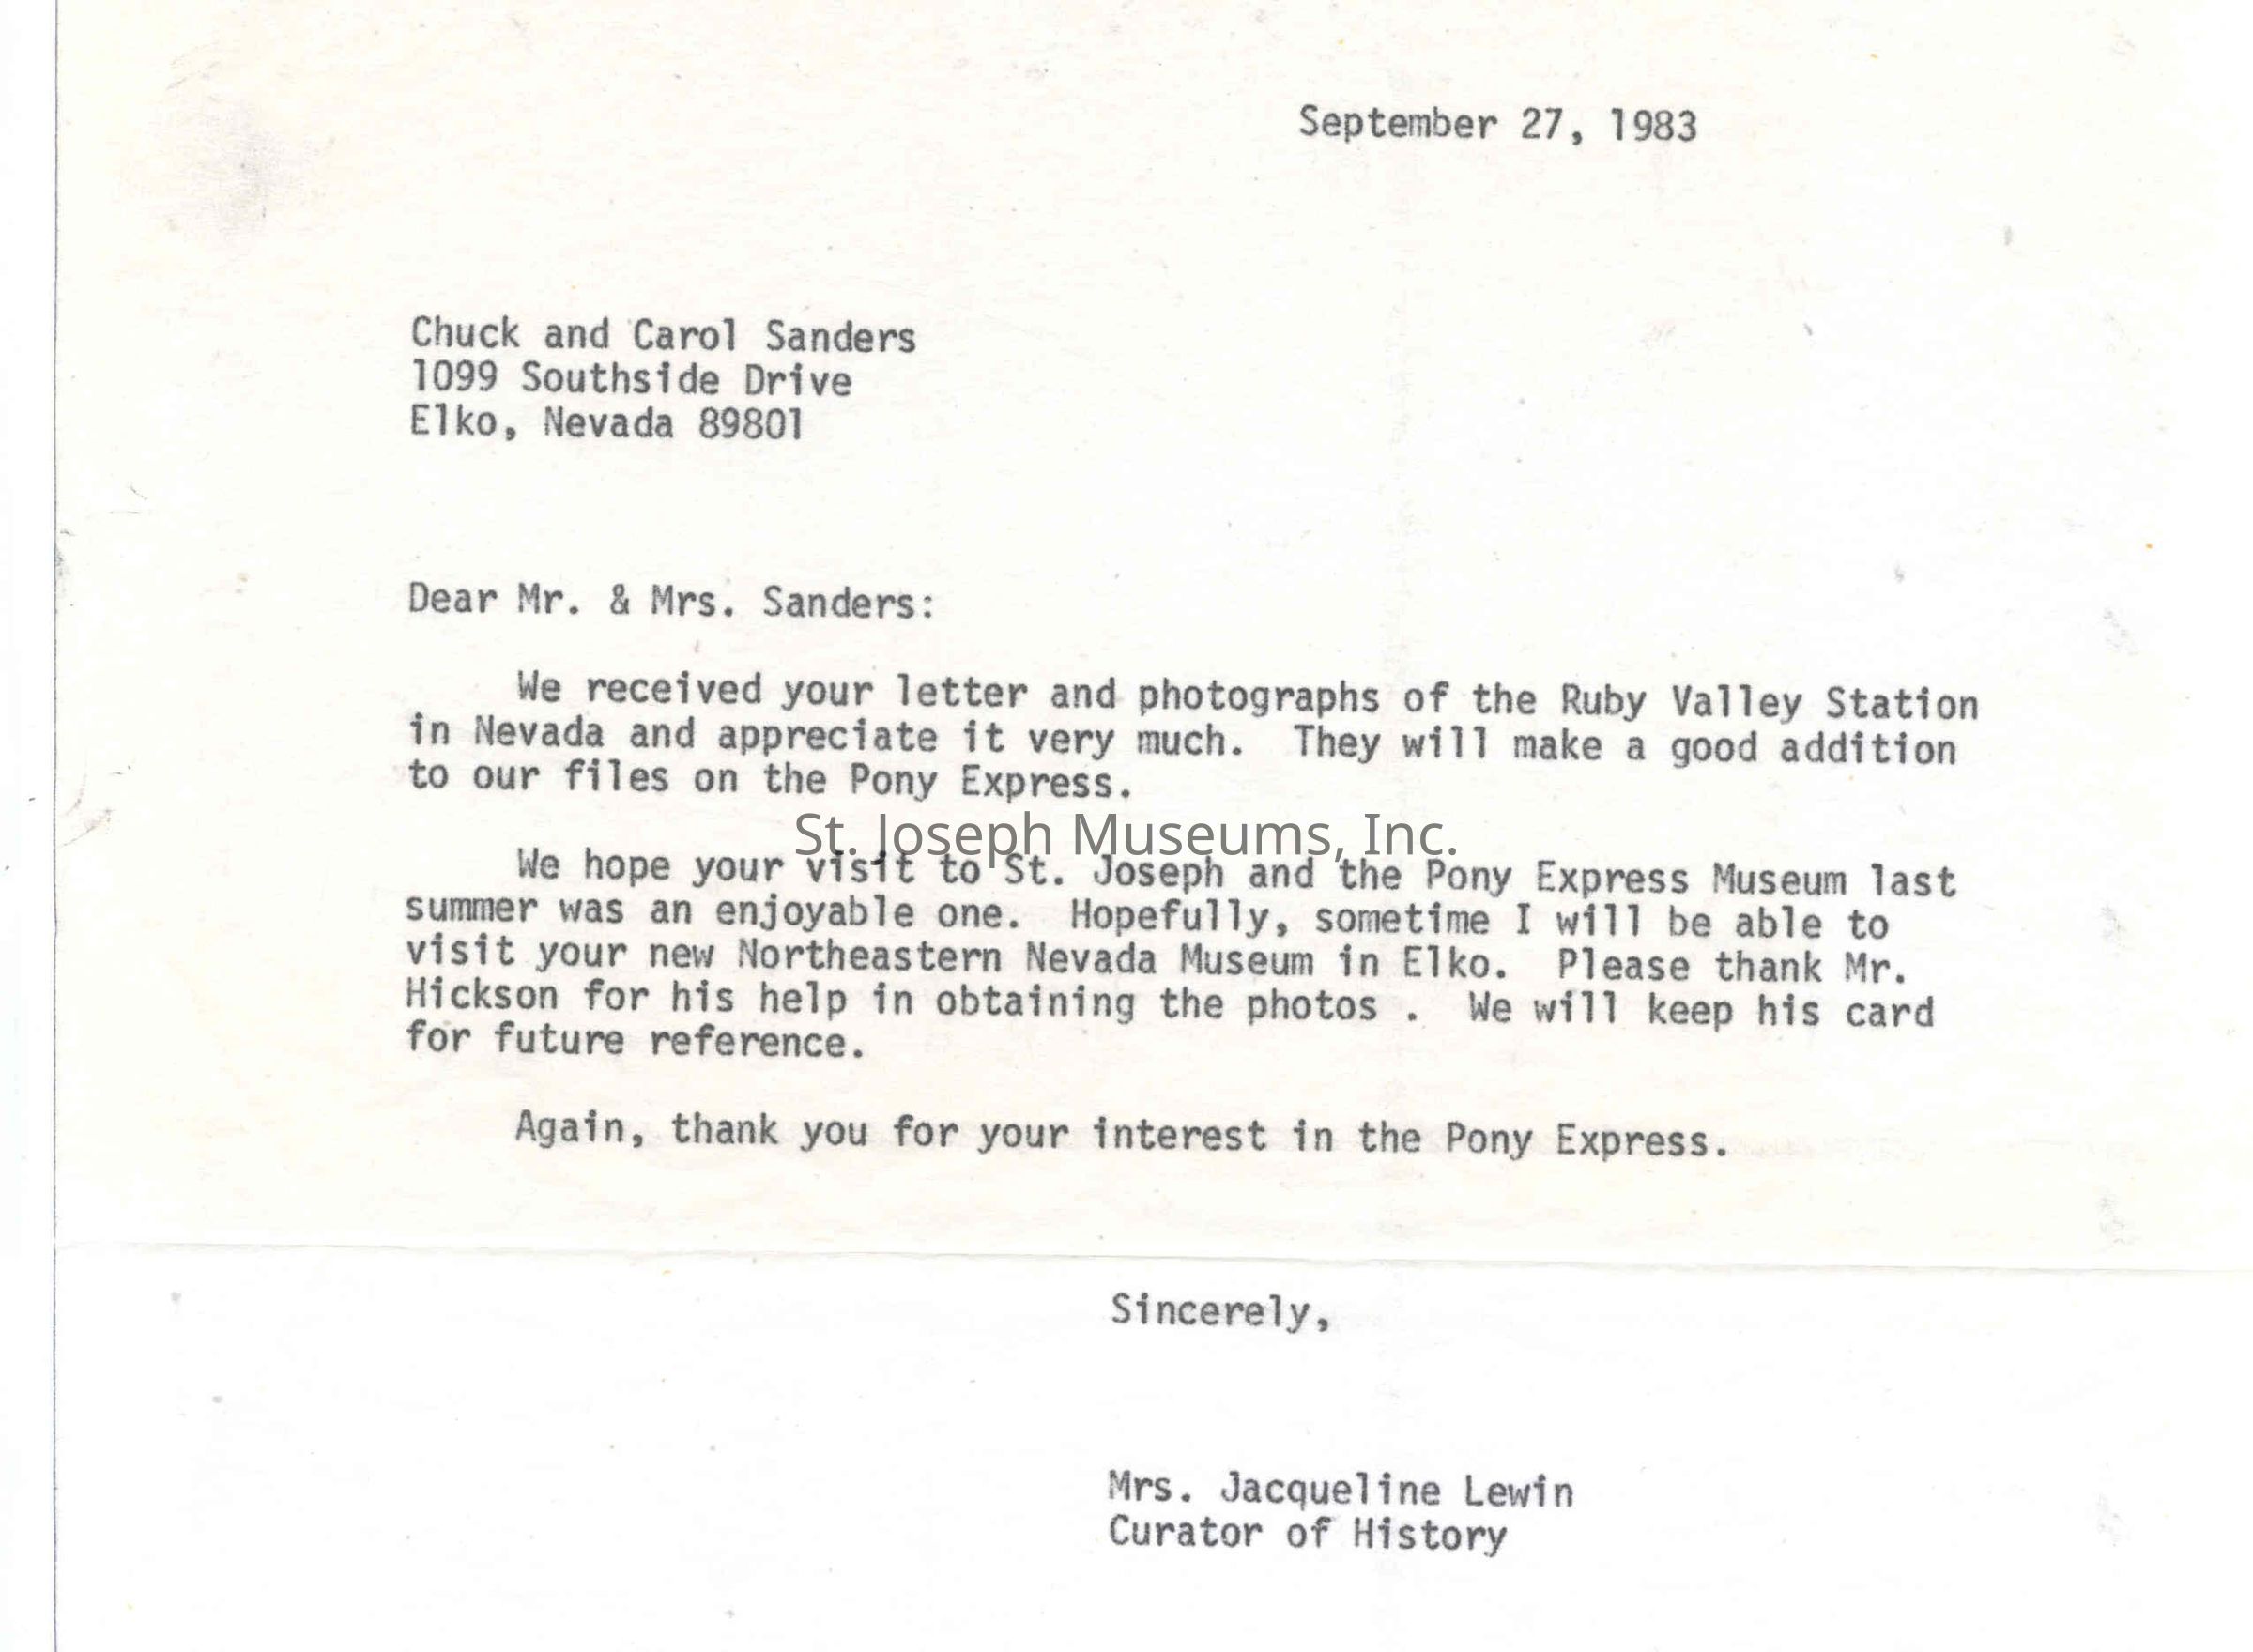 September 27, 1983
Chuck and Carol Sanders
1099 Southside Drive
Elko, Nevada 89801
Dear Mr. & Mrs. Sanders:
We received your letter and photographs of the Ruby Valley Station
in Nevada and appreciate it very much. They will make a good addition
to our files on the Pony Express.
St. Joseph Museums, Inc.
We hope your visit to St. Joseph and the Pony Express Museum last
summer was an enjoyable one. Hopefully, sometime I will be able to
visit your new Northeastern Nevada Museum in Elko. Please thank Mr.
Hickson for his help in obtaining the photos . We will keep his card
for future reference.
Again, thank you for your interest in the Pony Express.
Sincerely,
Mrs. Jacqueline Lewin
Curator of History